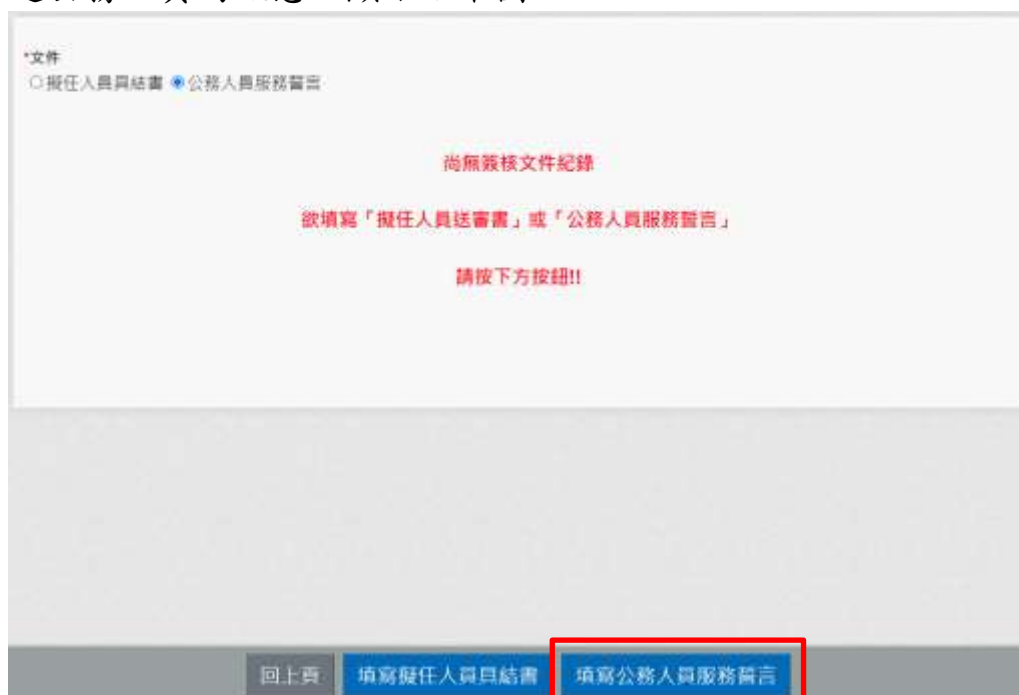 *文件
擬任人員具結書 公務人員服務誓言
尚無簽核文件紀錄
欲填寫「擬任人員送審書」或「公務人員服務誓言」
請按下方按鈕!!
回上頁 填寫擬任人員具結書 填寫公務人員服務誓言